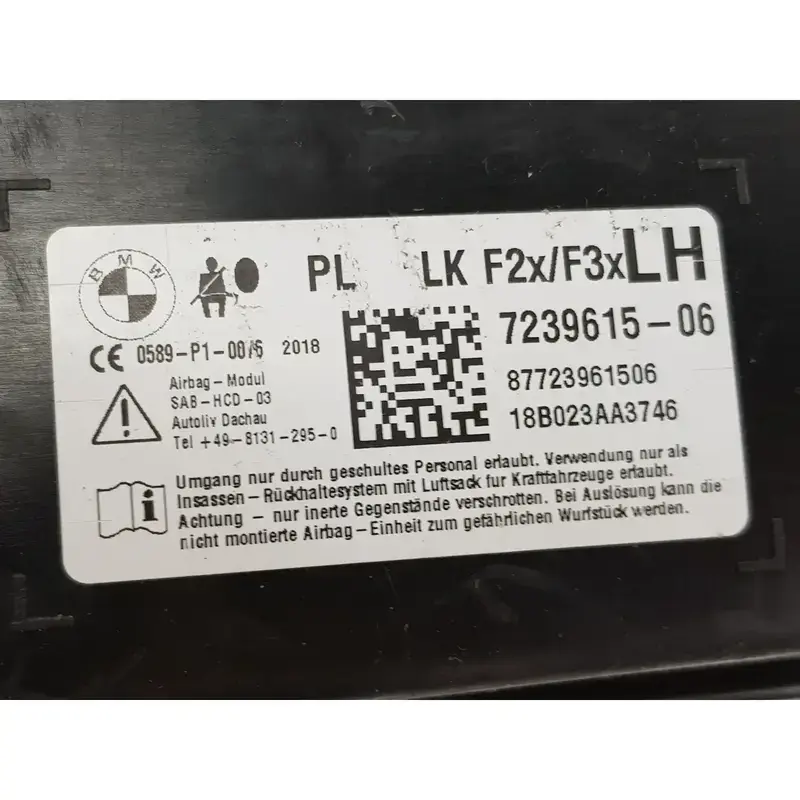 BMW
PL LK F2x/F3x LH
7239615-06
CE 0589-P1-0076 2018
87723961506
18B023AA3746
Airbag-Modul
SAB-HCD-03
Autoliv Dachau
Tel +49-8131-295-0
Umgang nur durch geschultes Personal erlaubt. Verwendung nur als
Insassen-Rückhaltesystem mit Luftsack für Kraftfahrzeuge erlaubt.
Achtung - nur inerte Gegenstände verschrotten. Bei Auslösung kann die
nicht montierte Airbag-Einheit zum gefährlichen Wurfstück werden.